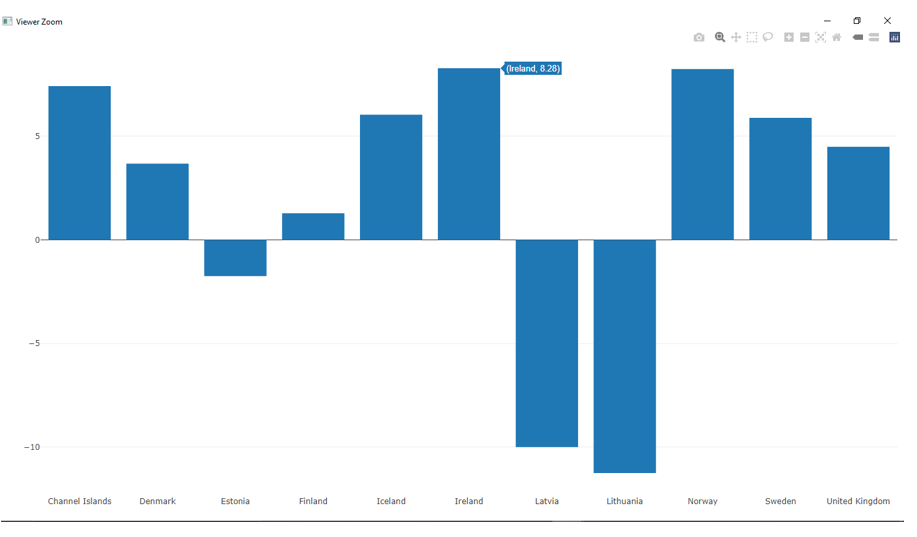 Viewer Zoom
(Ireland, 8.28)
5
0
−5
−10
Channel Islands
Denmark
Estonia
Finland
Iceland
Ireland
Latvia
Lithuania
Norway
Sweden
United Kingdom